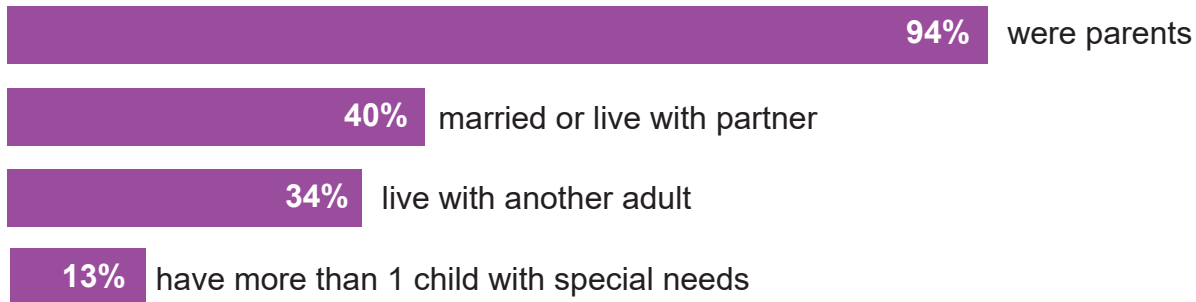 94% were parents
40% married or live with partner
34% live with another adult
13% have more than 1 child with special needs